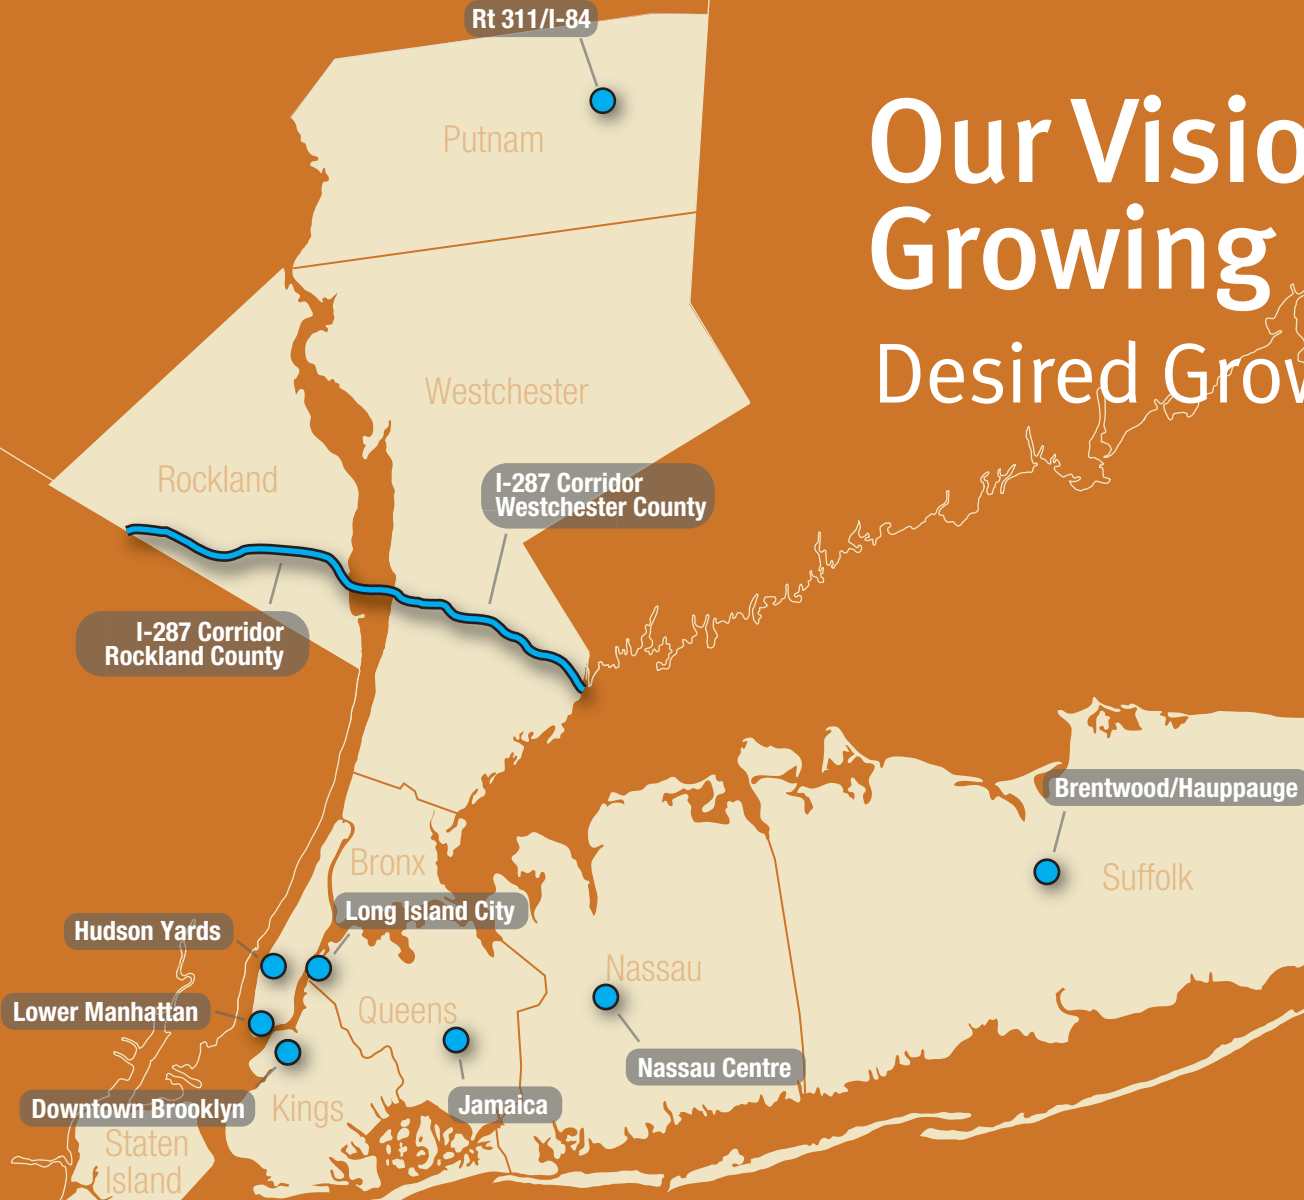 Rt 311/I-84
Our Visio
Growing
Desired Grow
Putnam
Westchester
Rockland
I-287 Corridor
Westchester County
I-287 Corridor
Rockland County
Brentwood/Hauppauge
Suffolk
Bronx
Long Island City
Hudson Yards
Nassau
Lower Manhattan
Queens
Nassau Centre
Downtown Brooklyn
Kings
Jamaica
Staten
Island